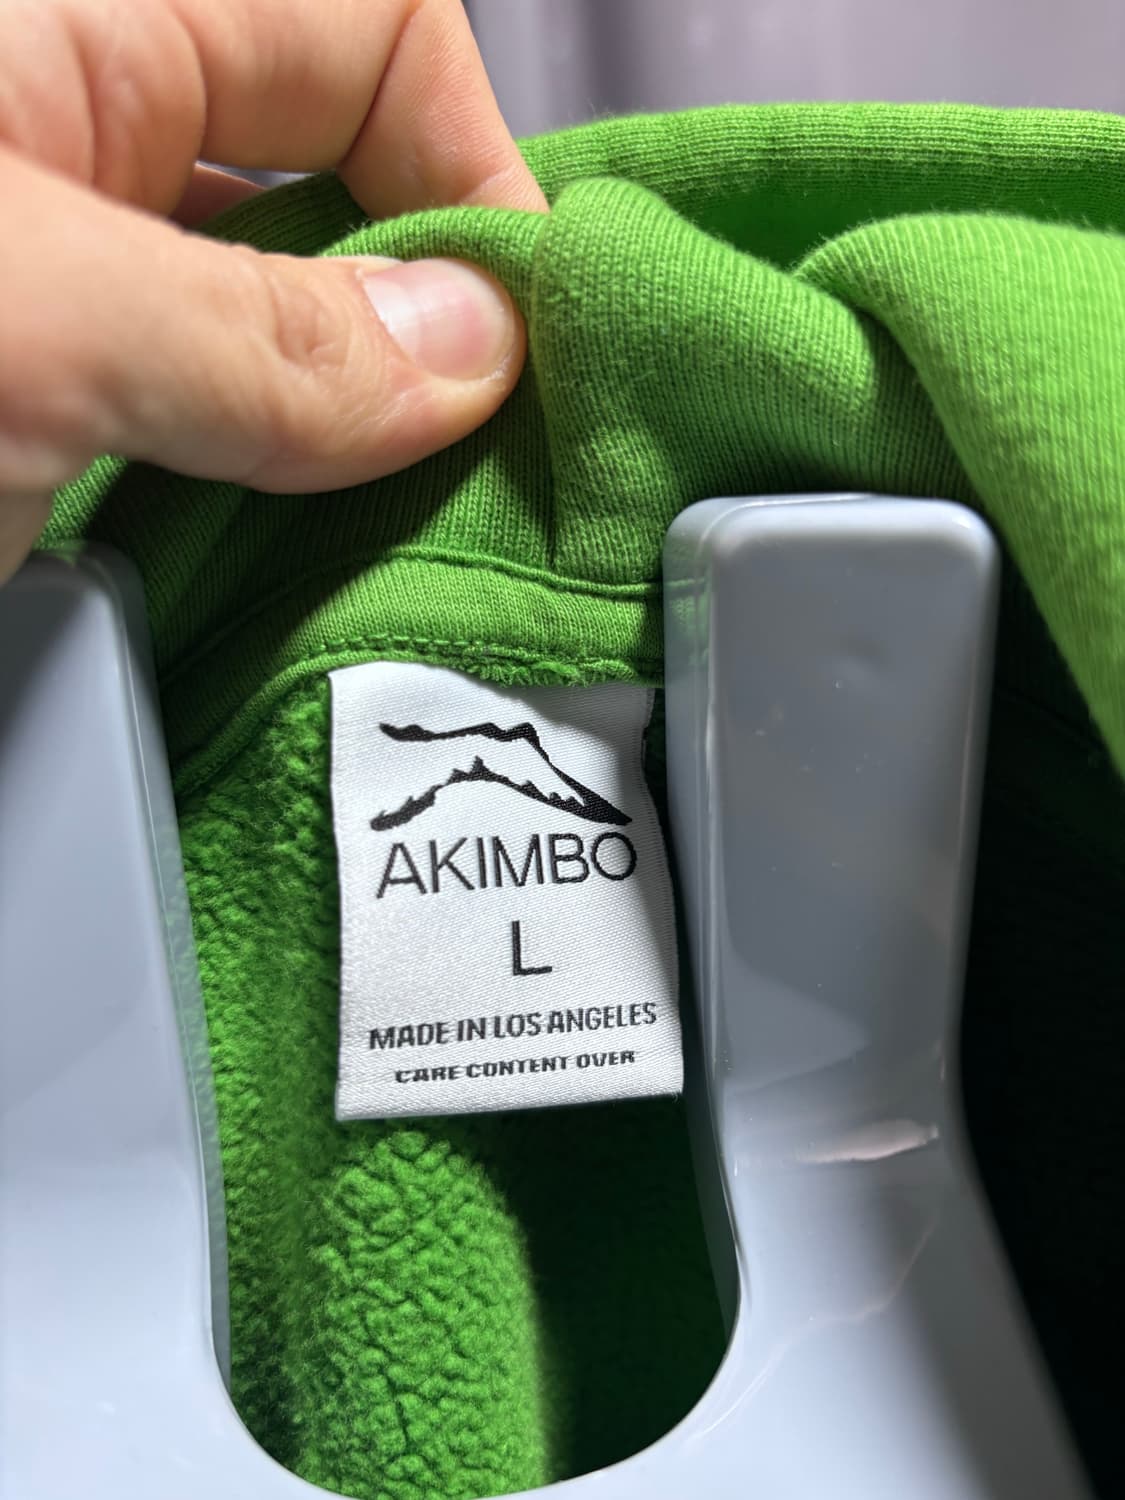 AKIMBO
L
MADE IN LOS ANGELES
CARE CONTENT OVER